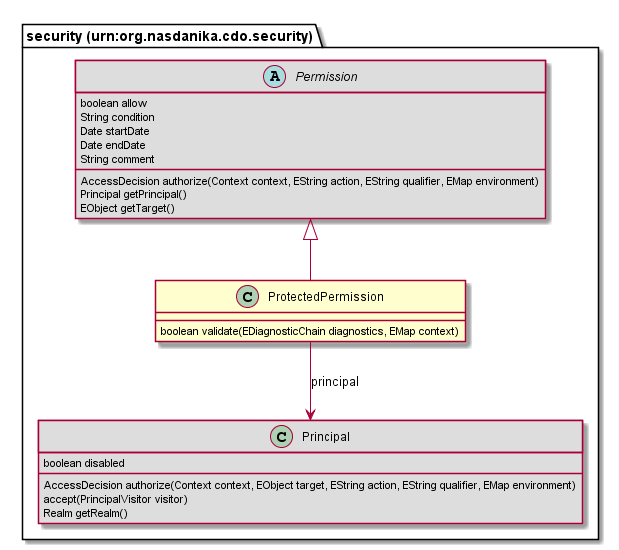 security (urn:org.nasdanika.cdo.security)
A Permission
boolean allow
String condition
Date startDate
Date endDate
String comment
AccessDecision authorize(Context context, EString action, EString qualifier, EMap environment)
Principal getPrincipal()
EObject getTarget()
C ProtectedPermission
boolean validate(EDiagnosticChain diagnostics, EMap context)
principal
C Principal
boolean disabled
AccessDecision authorize(Context context, EObject target, EString action, EString qualifier, EMap environment)
accept(PrincipalVisitor visitor)
Realm getRealm()